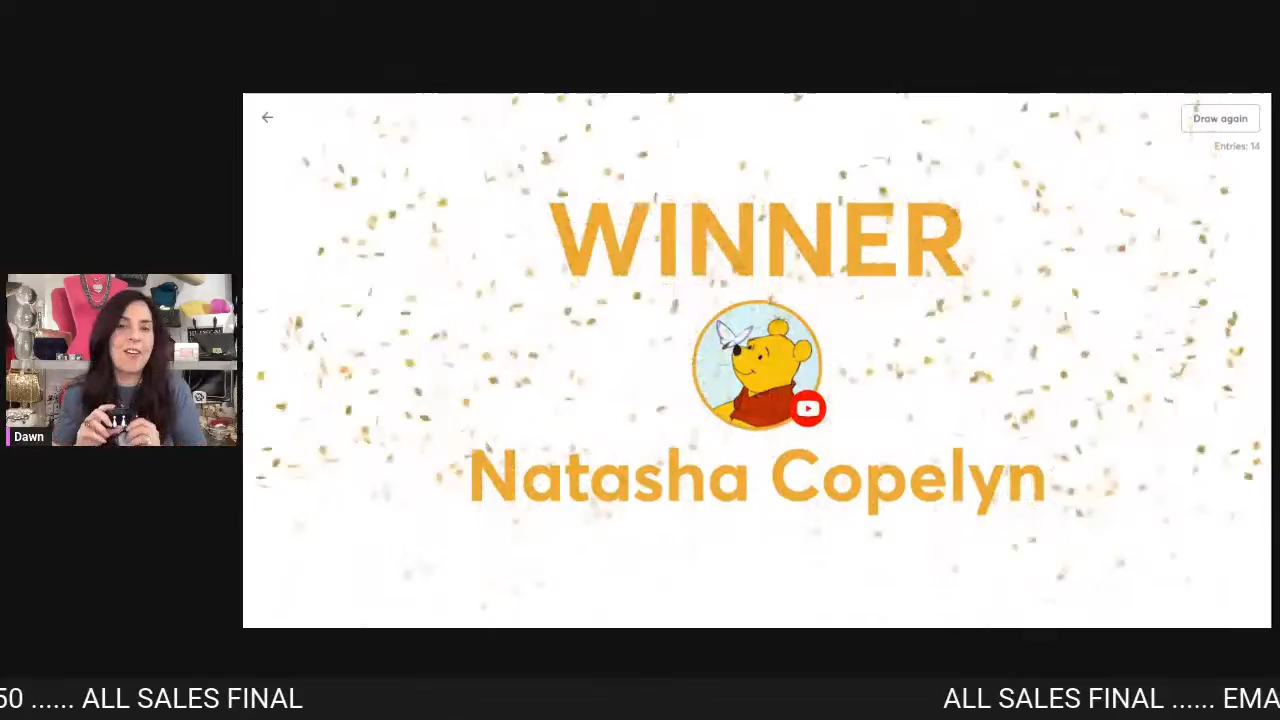 Draw again
Entries: 14
WINNER
Natasha Copelyn
Dawn
50 ...... ALL SALES FINAL
ALL SALES FINAL ...... EMA